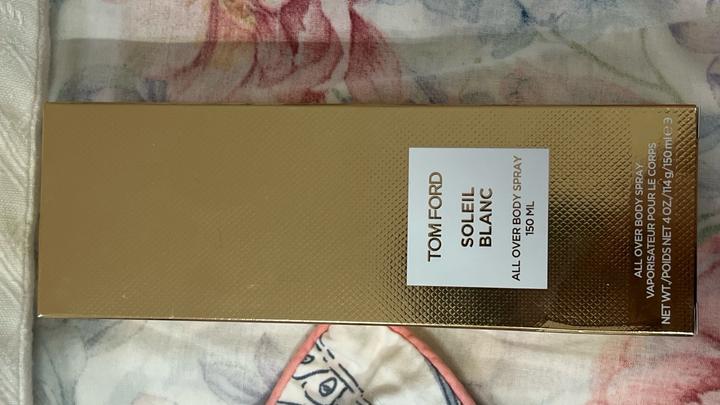 TOM FORD
SOLEIL
BLANC
ALL OVER BODY SPRAY
150 ML
ALL OVER BODY SPRAY
VAPORISATEUR POUR LE CORPS
NET WT./POIDS NET 4 OZ./114 g/150 ml ℮ 3